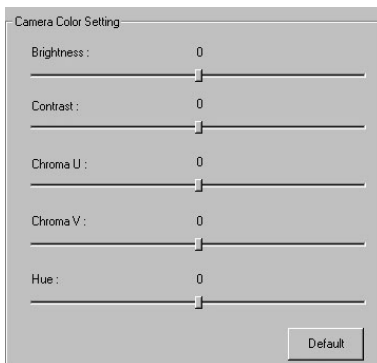 Camera Color Setting
Brightness : 0
Contrast : 0
Chroma U : 0
Chroma V : 0
Hue : 0
Default